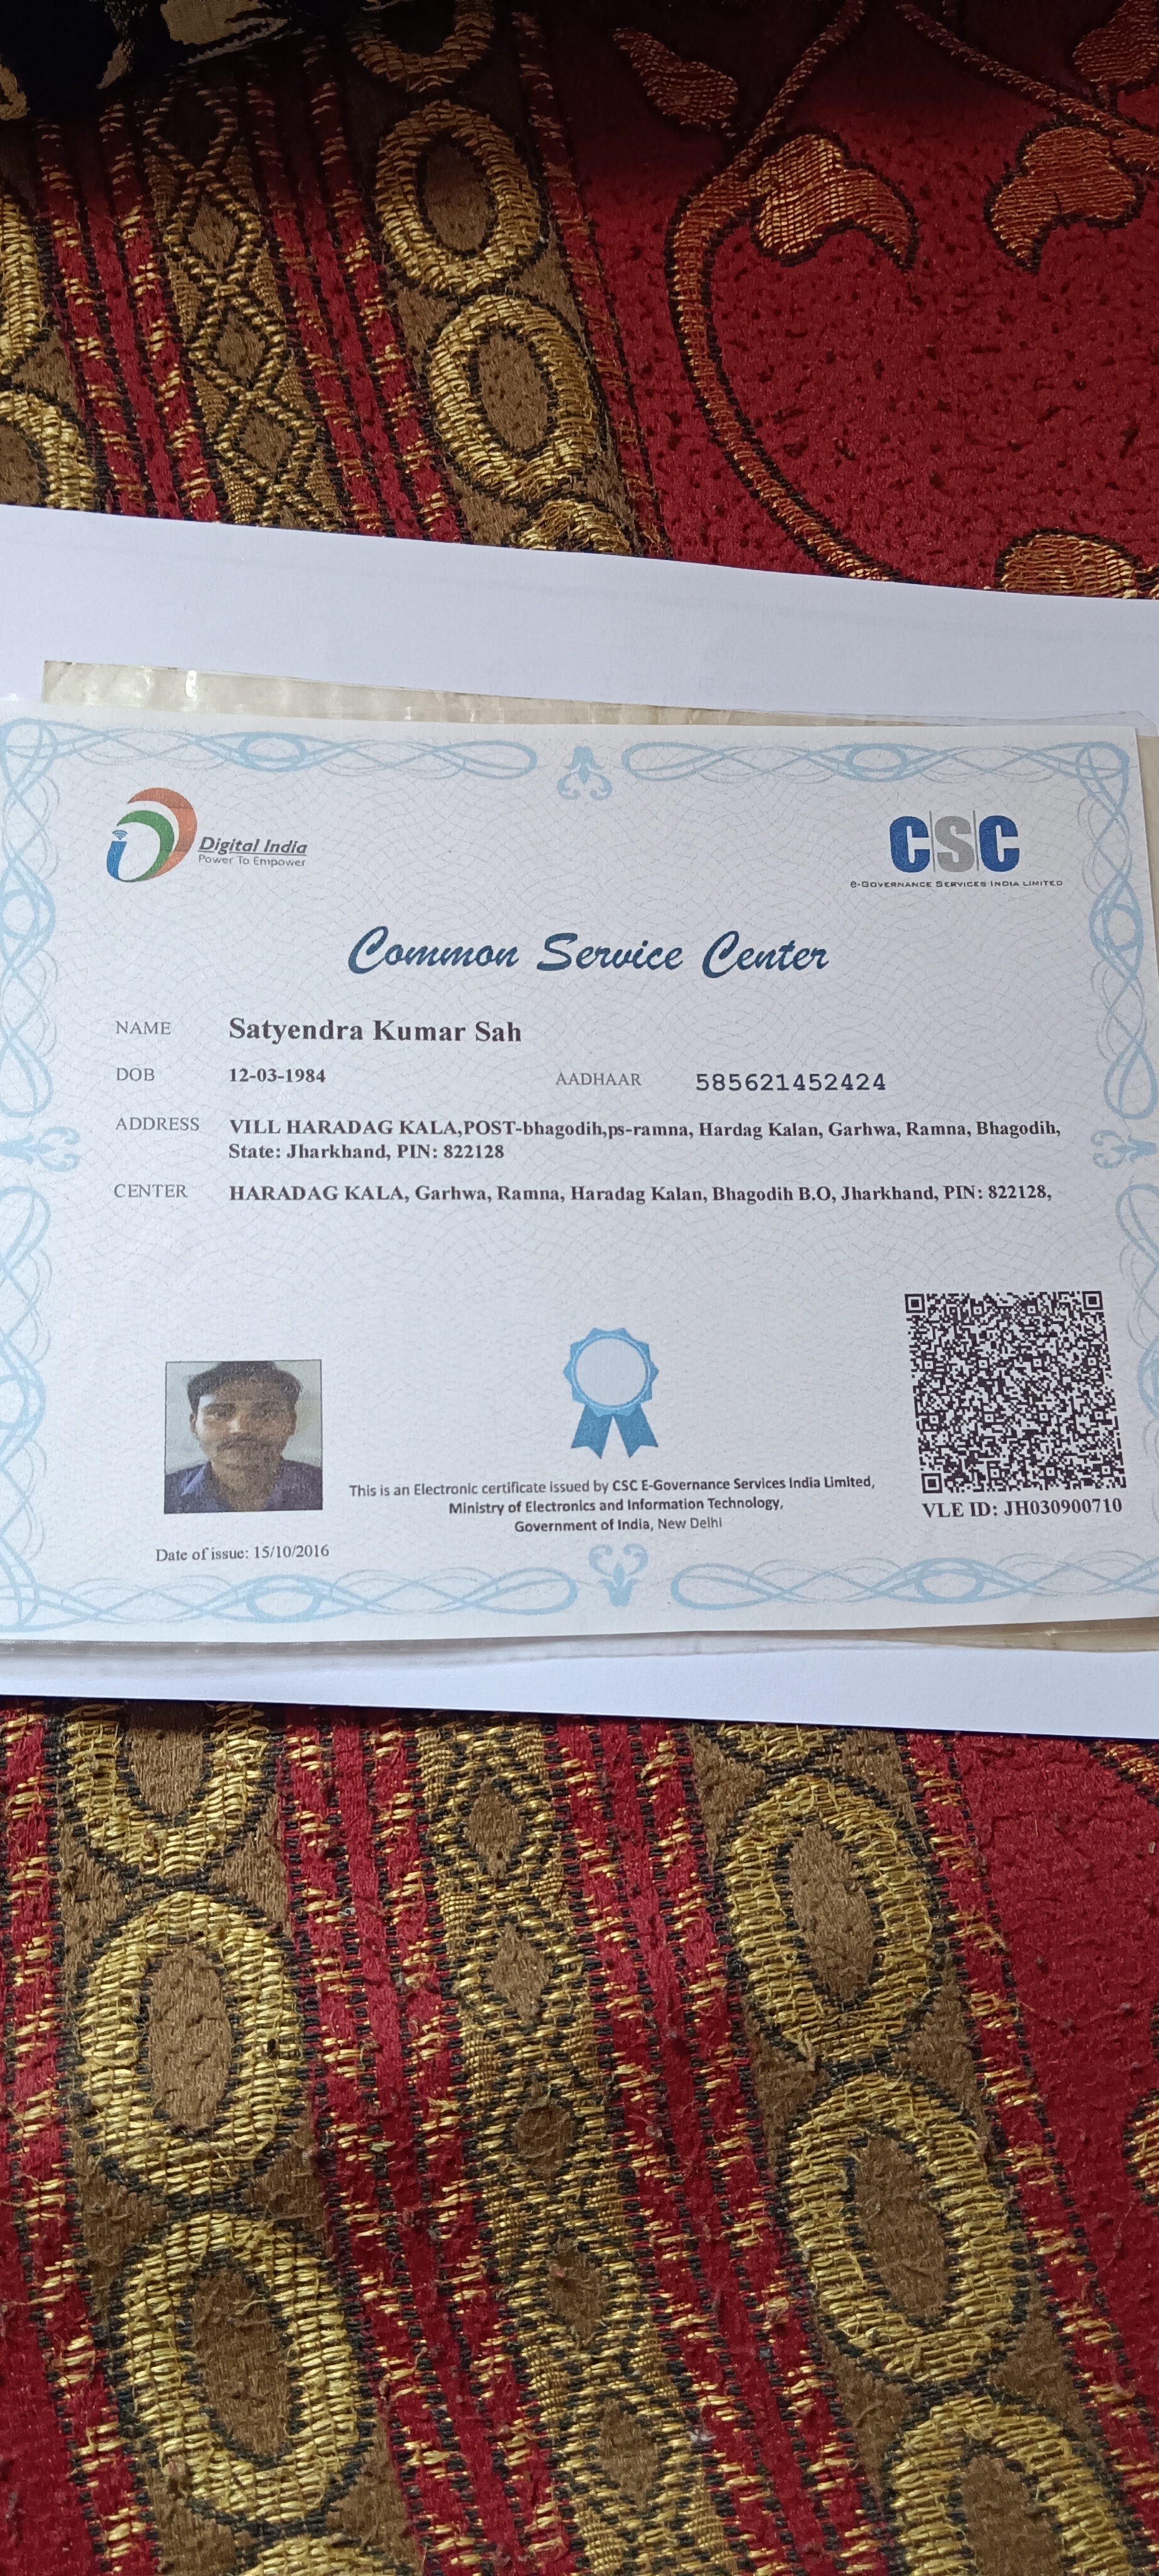 Digital India
Power To Empower
CSC
e-Governance Services India Limited
Common Service Center
NAME Satyendra Kumar Sah
DOB 12-03-1984 AADHAAR 585621452424
ADDRESS VILL HARADAG KALA,POST-bhagodih,ps-ramna, Hardag Kalan, Garhwa, Ramna, Bhagodih,
State: Jharkhand, PIN: 822128
CENTER HARADAG KALA, Garhwa, Ramna, Haradag Kalan, Bhagodih B.O, Jharkhand, PIN: 822128,
This is an Electronic certificate issued by CSC E-Governance Services India Limited,
Ministry of Electronics and Information Technology,
Government of India, New Delhi
VLE ID: JH030900710
Date of issue: 15/10/2016